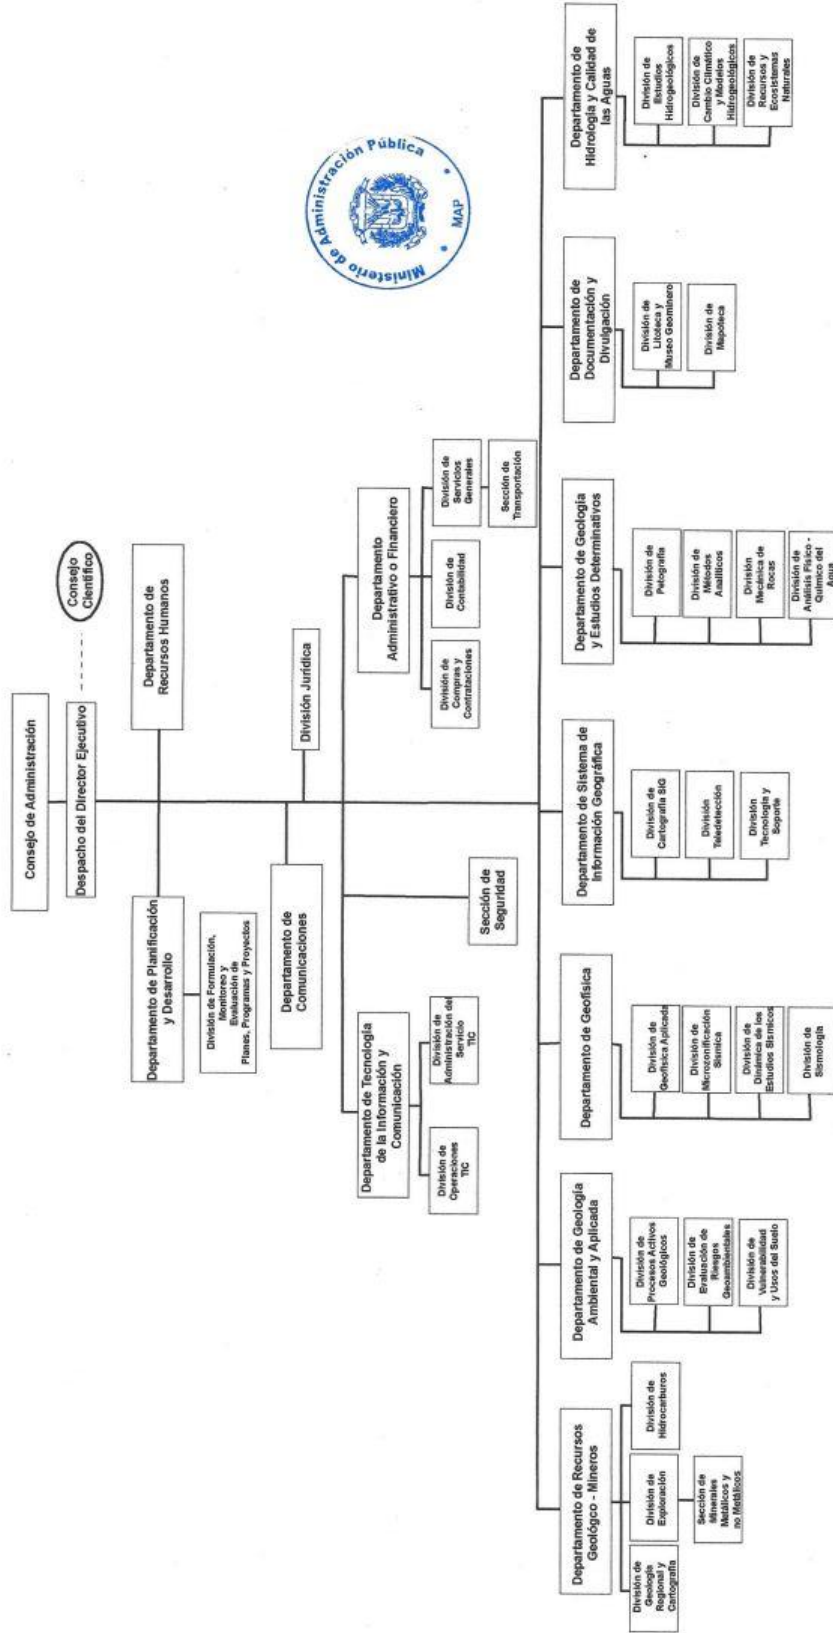 Consejo de Administración
Despacho del Director Ejecutivo
Consejo
Científico
Departamento de Planificación
y Desarrollo
Departamento de
Recursos Humanos
División de Formulación,
Monitoreo y
Evaluación de
Planes, Programas y Proyectos
Departamento de
Comunicaciones
División Jurídica
Departamento de Tecnología
de la Información y
Comunicación
División de
Operaciones
TIC
División de
Administración del
Servicio
TIC
Sección de
Seguridad
Departamento
Administrativo o Financiero
División de
Compras y
Contrataciones
División de
Contabilidad
División de
Servicios
Generales
Sección de
Transportación
Ministerio de Administración Pública
MAP
Departamento de Recursos
Geológco - Mineros
División de
Geología
Regional y
Cartografía
División de
Exploración
División de
Hidrocarburos
Sección de
Minerales
Metálicos y
no Metálicos
Departamento de Geología
Ambiental y Aplicada
División de
Procesos Activos
Geológicos
División de
Evaluación de
Riesgos
Geoambientales
División de
Vulnerabilidad
y Usos del Suelo
Departamento de Geofísica
División de
Geofísica Aplicada
División de
Microzonificación
Sísmica
División de
Dinámica de los
Estudios Sísmicos
División de
Sismología
Departamento de Sistema de
Información Geográfica
División de
Cartografía SIG
División
Teledetección
División
Tecnología y
Soporte
Departamento de Geología
y Estudios Determinativos
División de
Petografía
División de
Métodos
Analíticos
División
Mecánica de
Rocas
División de
Análisis Físico -
Químico del
Agua
Departamento de
Documentación y
Divulgación
División de
Litoteca y
Museo Geominero
División de
Mapoteca
Departamento de
Hidrología y Calidad de
las Aguas
División de
Estudios
Hidrogeológicos
División de
Cambio Climático
y Modelos
Hidrogeológicos
División de
Recursos y
Ecosistemas
Naturales